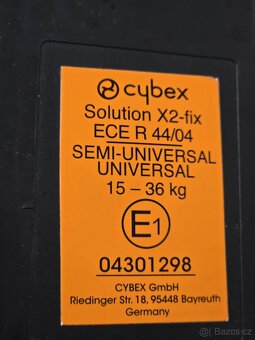 cybex
Solution X2-fix
ECE R 44/04
SEMI-UNIVERSAL
UNIVERSAL
15 – 36 kg
E1
04301298
CYBEX GmbH
Riedinger Str. 18, 95448 Bayreuth
Germany
sbazar.cz